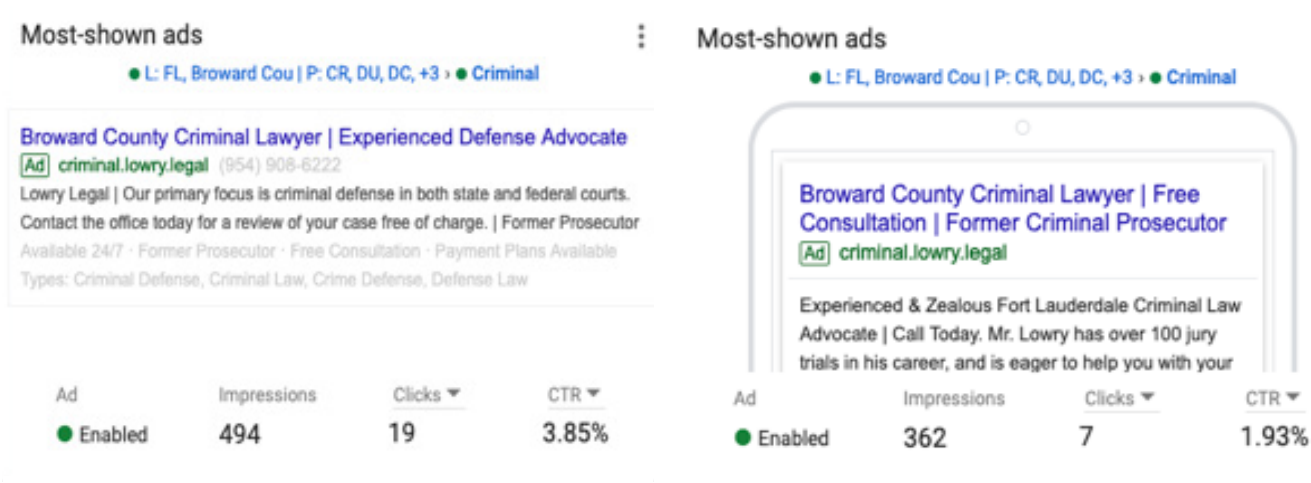 Most-shown ads
L: FL, Broward Cou | P: CR, DU, DC, +3 › Criminal
Broward County Criminal Lawyer | Experienced Defense Advocate
Ad criminal.lowry.legal (954) 908-6222
Lowry Legal | Our primary focus is criminal defense in both state and federal courts.
Contact the office today for a review of your case free of charge. | Former Prosecutor
Available 24/7 · Former Prosecutor · Free Consultation · Payment Plans Available
Types: Criminal Defense, Criminal Law, Crime Defense, Defense Law
Ad Impressions Clicks CTR
Enabled 494 19 3.85%
Most-shown ads
L: FL, Broward Cou | P: CR, DU, DC, +3 › Criminal
Broward County Criminal Lawyer | Free
Consultation | Former Criminal Prosecutor
Ad criminal.lowry.legal
Experienced & Zealous Fort Lauderdale Criminal Law
Advocate | Call Today. Mr. Lowry has over 100 jury
trials in his career, and is eager to help you with your
Ad Impressions Clicks CTR
Enabled 362 7 1.93%